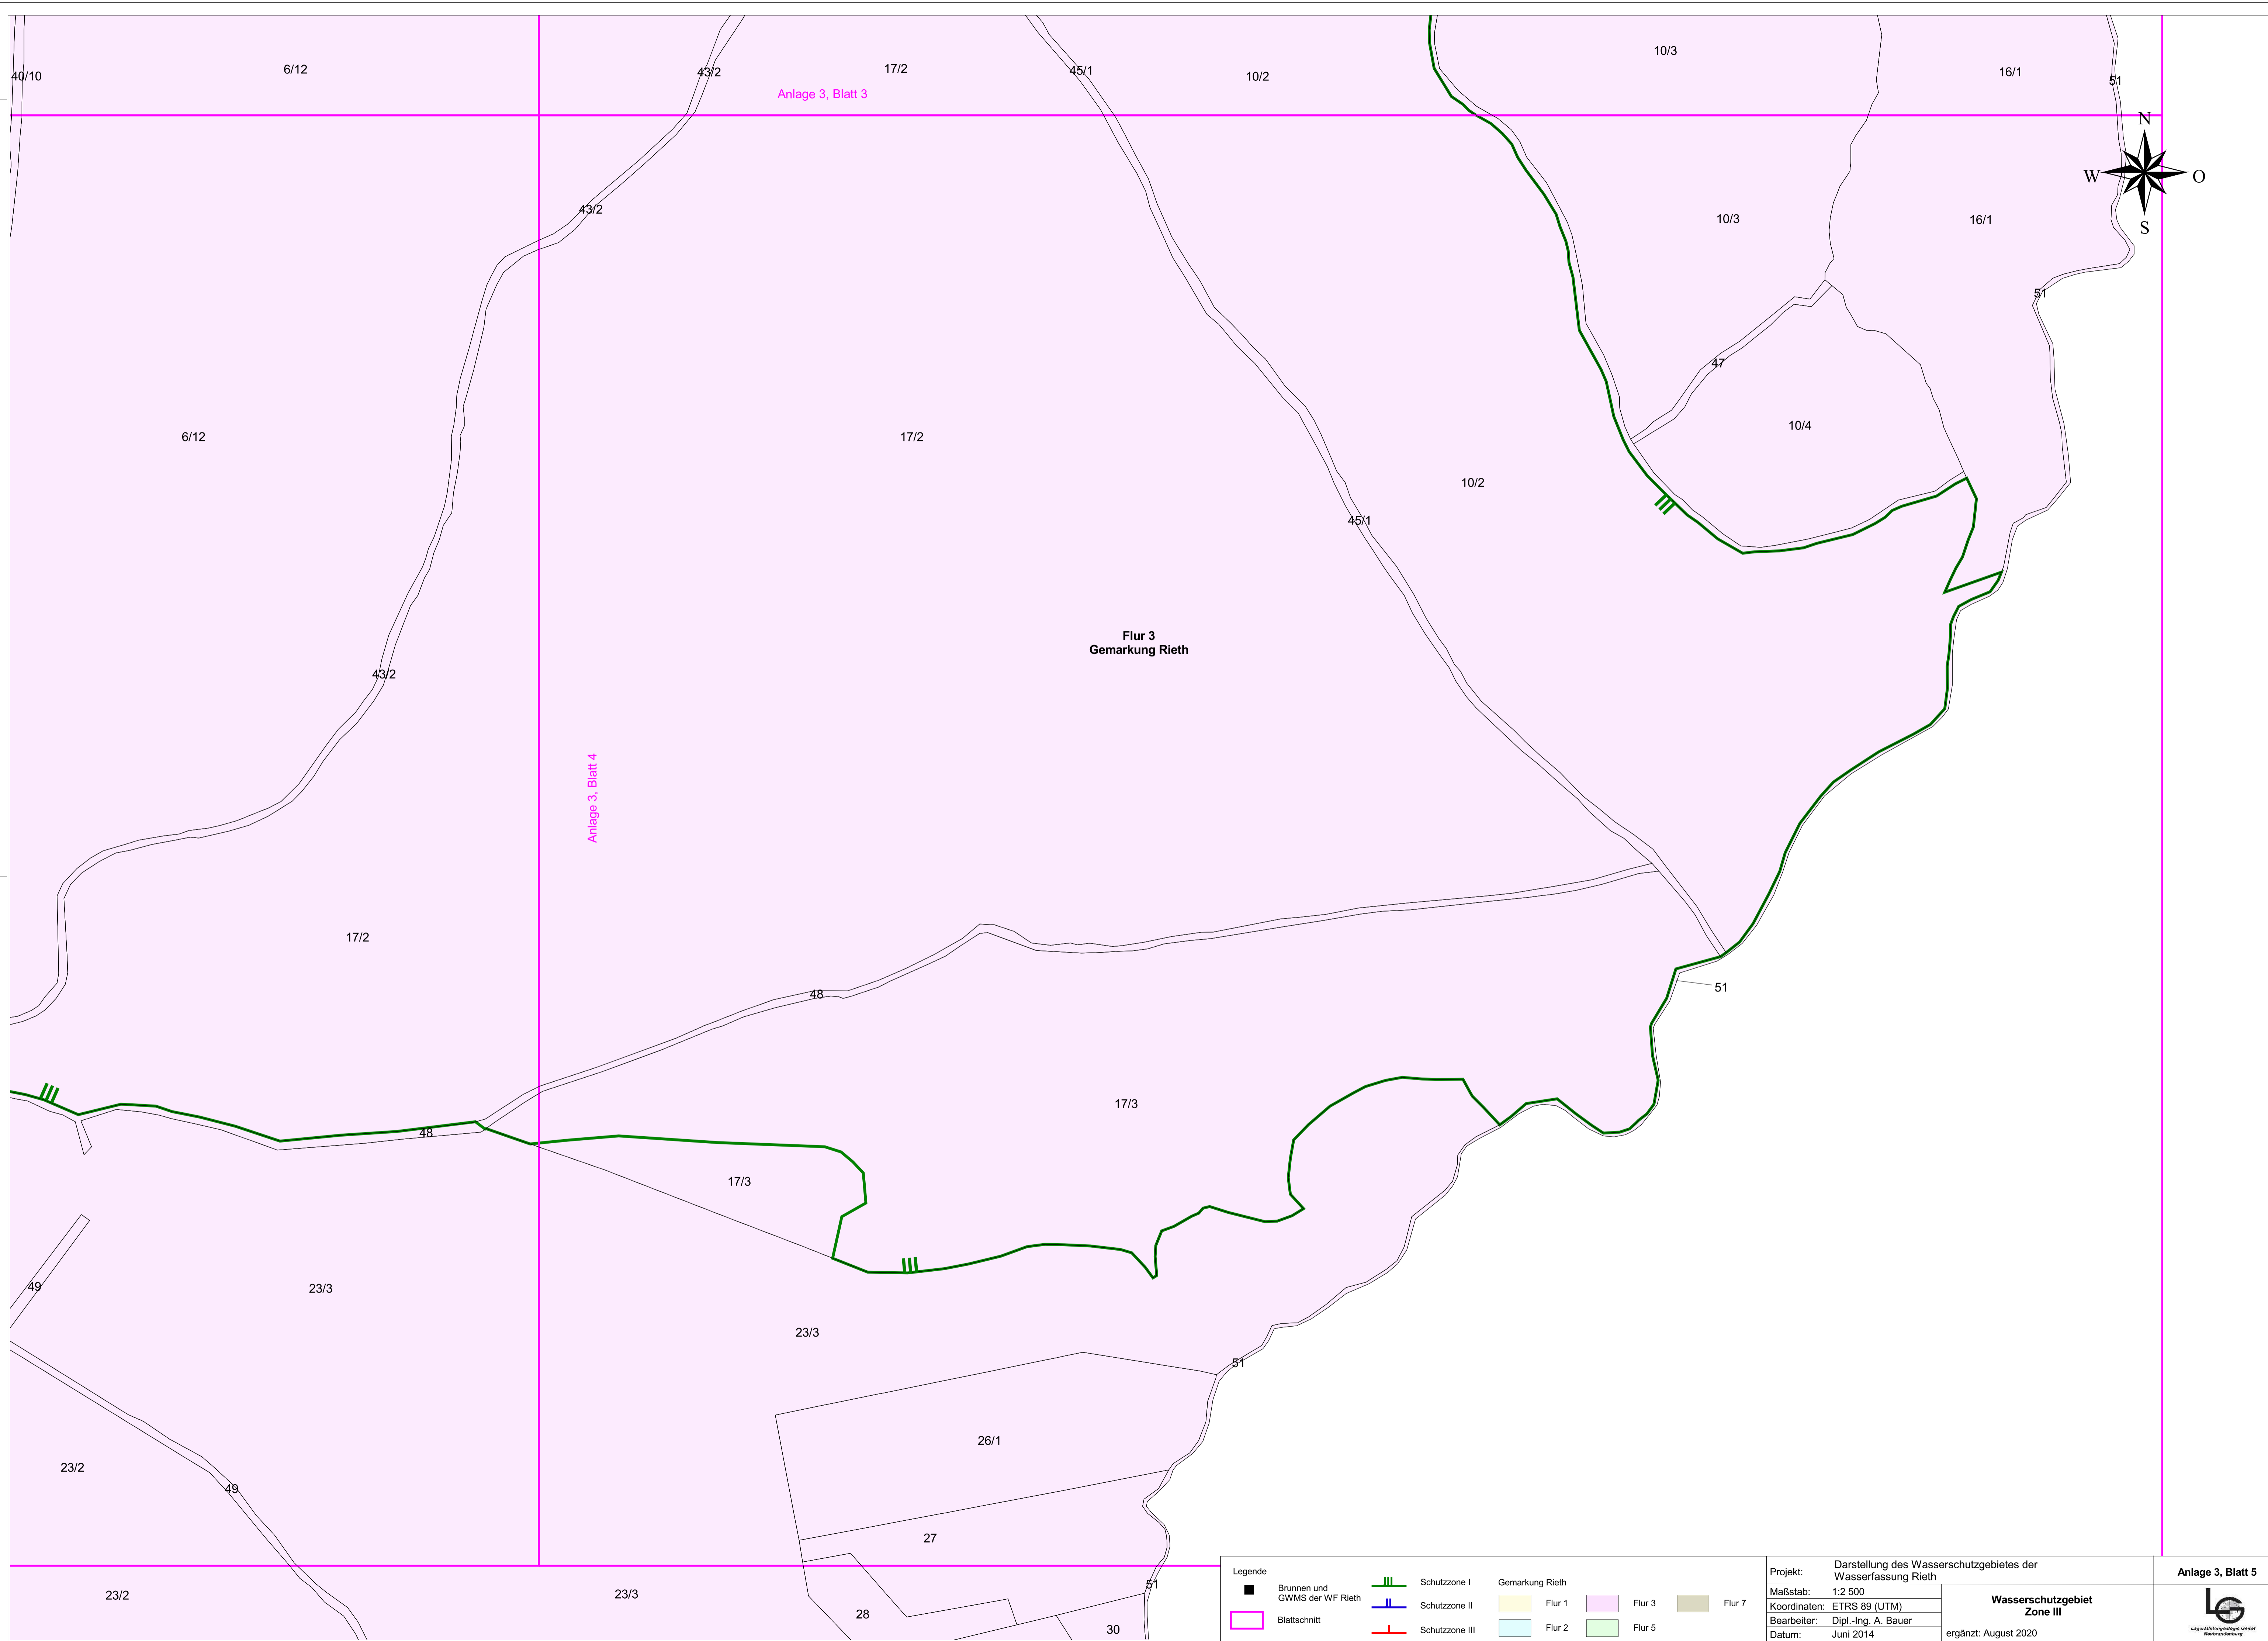 40/10
6/12
43/2
17/2
45/1
10/2
10/3
16/1
51
Anlage 3, Blatt 3
N
W
O
S
43/2
10/3
16/1
51
47
6/12
17/2
10/4
10/2
45/1
Flur 3
Gemarkung Rieth
43/2
Anlage 3, Blatt 4
17/2
48
51
17/3
48
17/3
49
23/3
23/3
51
26/1
23/2
49
27
51
23/2
23/3
28
30
Legende
Brunnen und
GWMS der WF Rieth
Blattschnitt
Schutzzone I
Schutzzone II
Schutzzone III
Gemarkung Rieth
Flur 1
Flur 3
Flur 7
Flur 2
Flur 5
Projekt: Darstellung des Wasserschutzgebietes der
Wasserfassung Rieth
Maßstab: 1:2 500
Koordinaten: ETRS 89 (UTM)
Bearbeiter: Dipl.-Ing. A. Bauer
Datum: Juni 2014
Wasserschutzgebiet
Zone III
ergänzt: August 2020
Anlage 3, Blatt 5
LG
Neubrandenburg